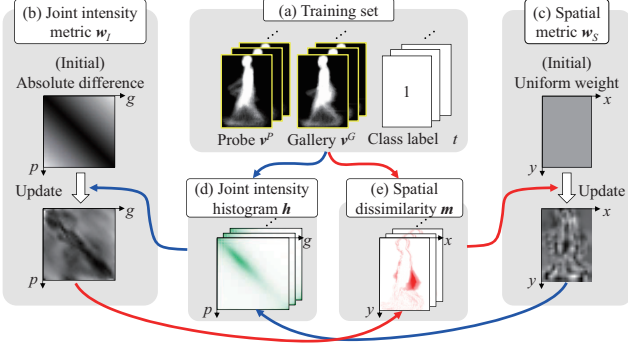 (b) Joint intensity
metric w_I
(Initial)
Absolute difference
g
p
Update
g
p
(a) Training set
1
Probe v^P Gallery v^G Class label t
(d) Joint intensity
histogram h
g
p
(e) Spatial
dissimilarity m
x
y
(c) Spatial
metric w_S
(Initial)
Uniform weight
x
y
Update
x
y